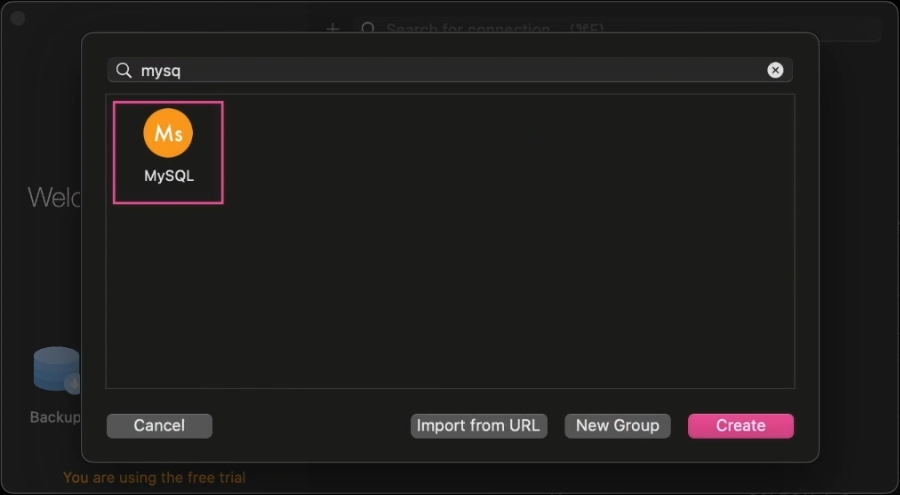 Search for connection... (⌘F)
mysq
Ms
MySQL
Welc
Backup
Cancel
Import from URL
New Group
Create
You are using the free trial